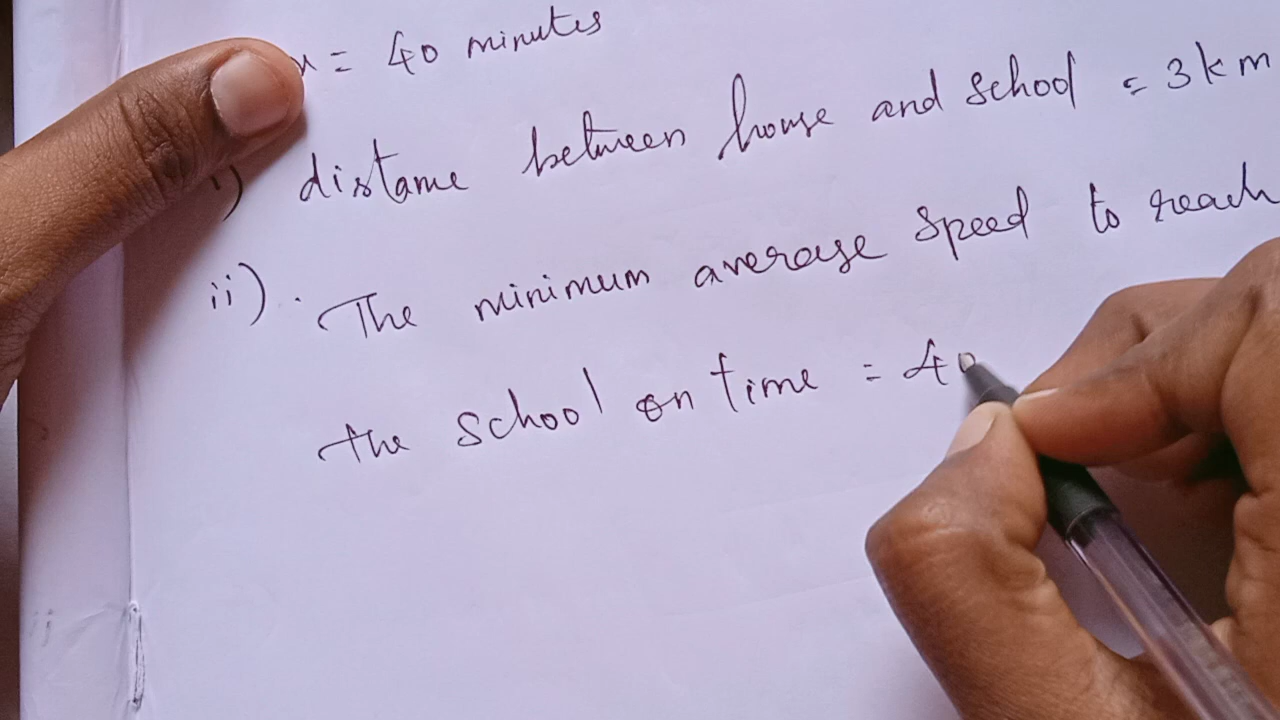 x = 40 minutes
i) distance between house and school = 3 km
ii). The minimum average speed to reach
the school on time = 40